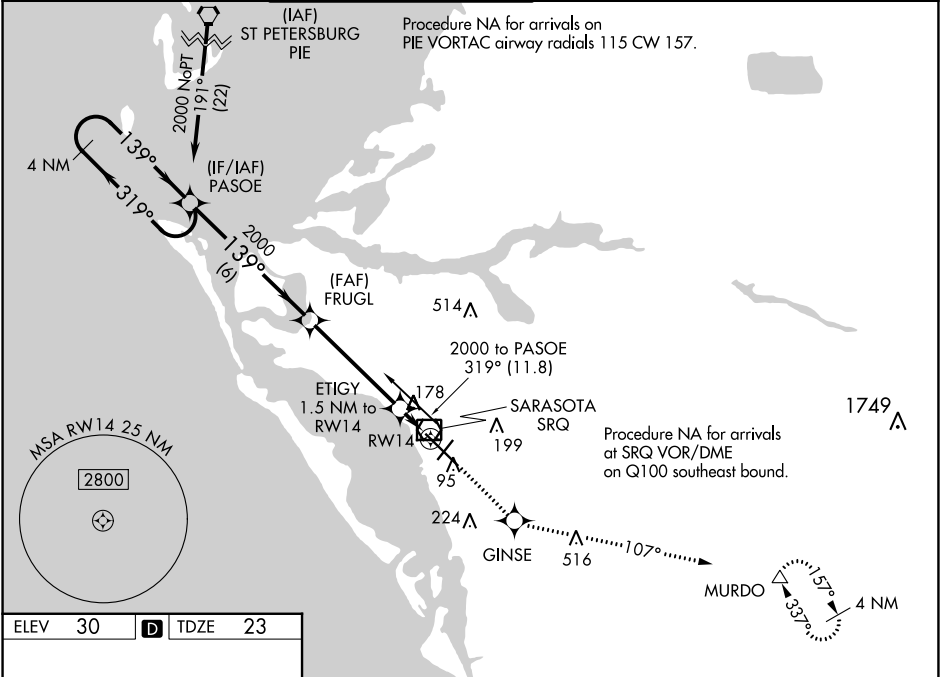 (IAF)
ST PETERSBURG
PIE
Procedure NA for arrivals on
PIE VORTAC airway radials 115 CW 157.
2000 NoPT
191°
(22)
139°
4 NM
319°
(IF/IAF)
PASOE
2000
139°
(6)
(FAF)
FRUGL
514
2000 to PASOE
319° (11.8)
178
ETIGY
1.5 NM to
RW14
RW14
SARASOTA
SRQ
199
1749
Procedure NA for arrivals
at SRQ VOR/DME
on Q100 southeast bound.
95
MSA RW14 25 NM
2800
224
GINSE
516
107°
MURDO
157°
337°
4 NM
ELEV 30 D TDZE 23